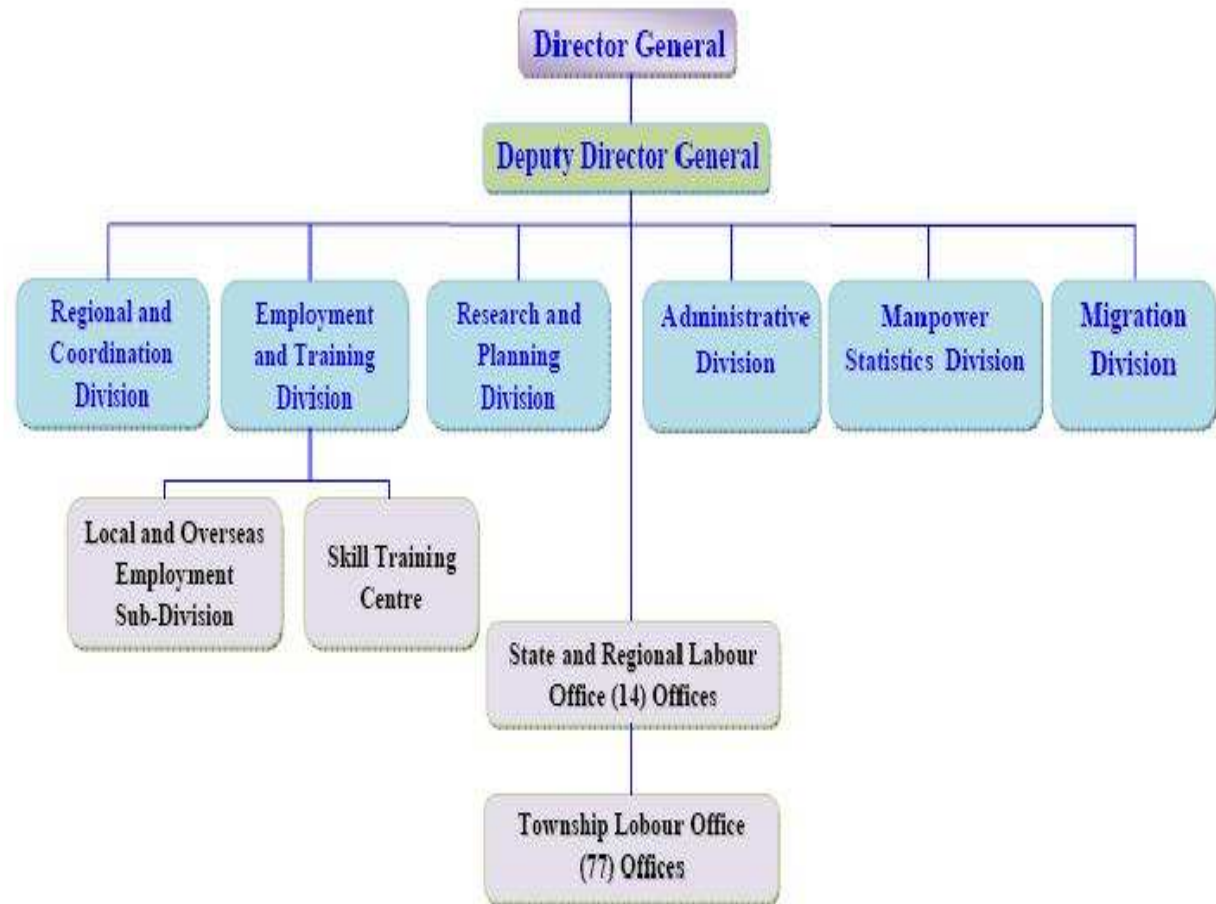 Director General
Deputy Director General
Regional and
Coordination
Division
Employment
and Training
Division
Research and
Planning
Division
Administrative
Division
Manpower
Statistics Division
Migration
Division
Local and Overseas
Employment
Sub-Division
Skill Training
Centre
State and Regional Labour
Office (14) Offices
Township Lobour Office
(77) Offices